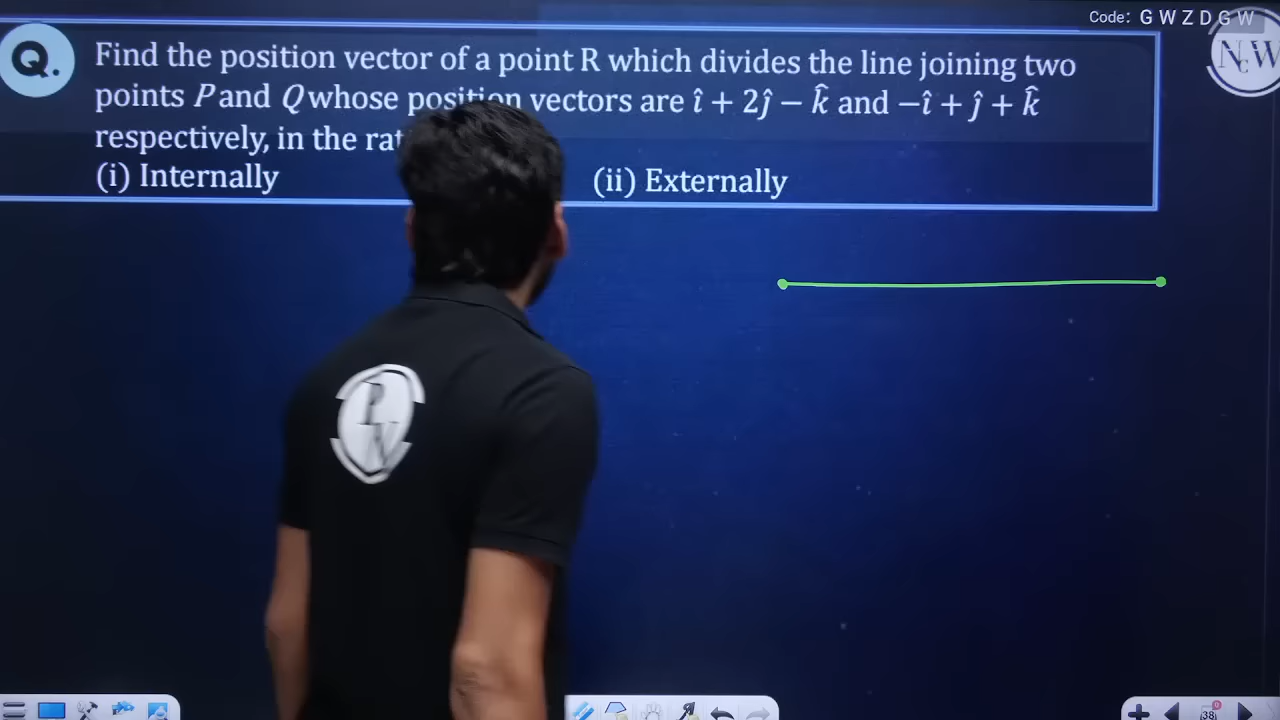 Code: G W Z D G W
Q. Find the position vector of a point R which divides the line joining two
points P and Q whose position vectors are î + 2ĵ − k̂ and −î + ĵ + k̂
respectively, in the
(i) Internally (ii) Externally